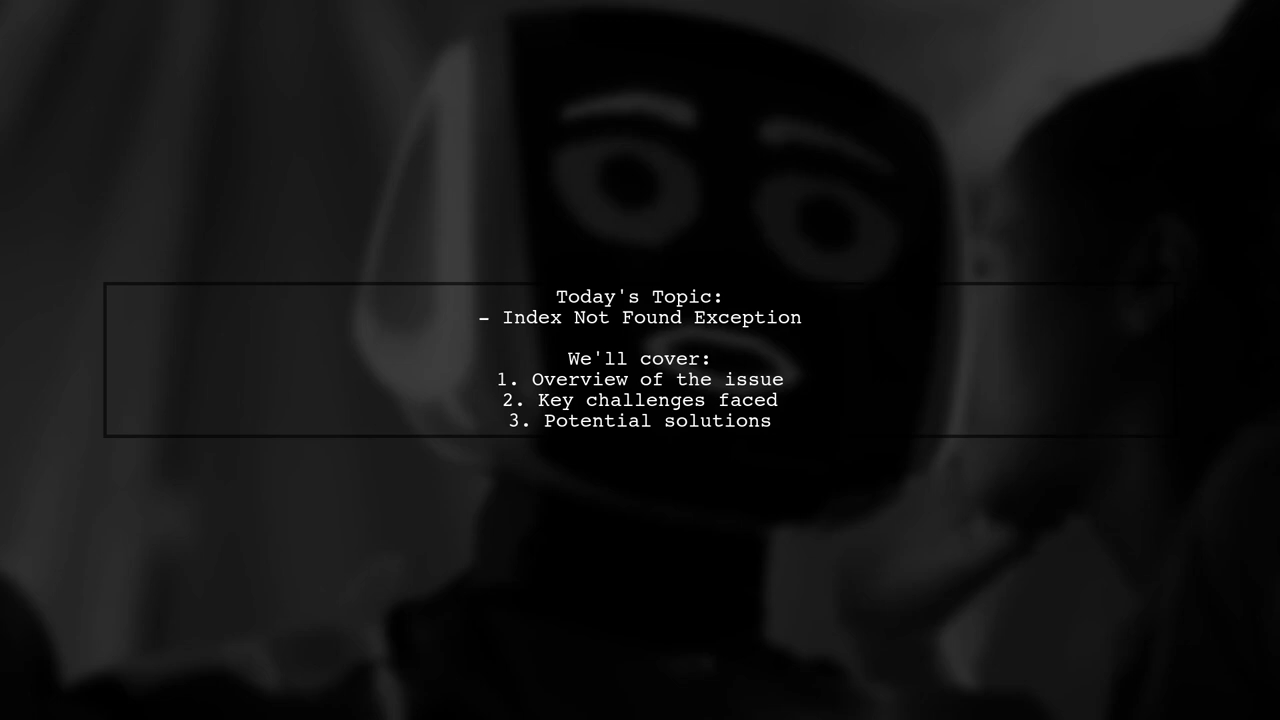 Today's Topic:
– Index Not Found Exception
We'll cover:
1. Overview of the issue
2. Key challenges faced
3. Potential solutions